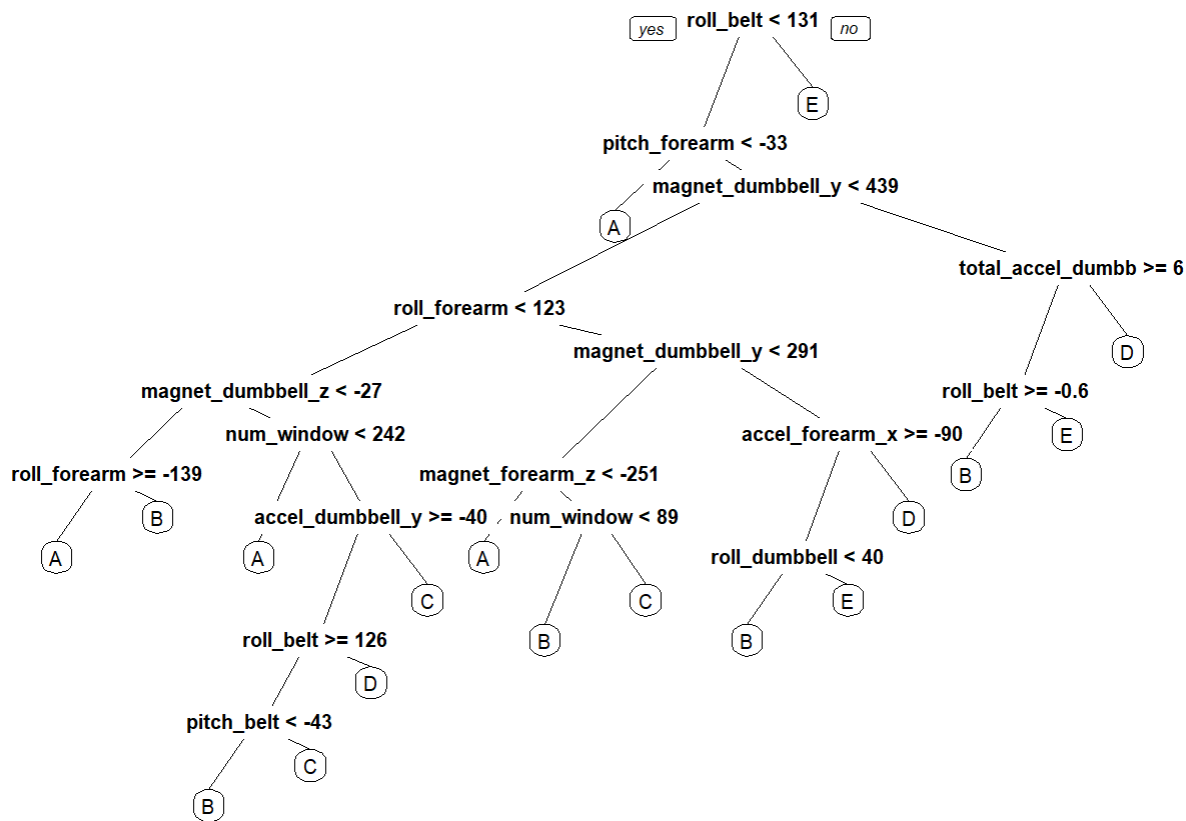 yes roll_belt < 131 no
E
pitch_forearm < -33
magnet_dumbbell_y < 439
A
total_accel_dumbb >= 6
roll_forearm < 123
magnet_dumbbell_y < 291
D
magnet_dumbbell_z < -27
roll_belt >= -0.6
num_window < 242
accel_forearm_x >= -90
E
roll_forearm >= -139
magnet_forearm_z < -251
B
B
accel_dumbbell_y >= -40
num_window < 89
D
A
A
A
roll_dumbbell < 40
C
C
E
roll_belt >= 126
B
B
D
pitch_belt < -43
C
B